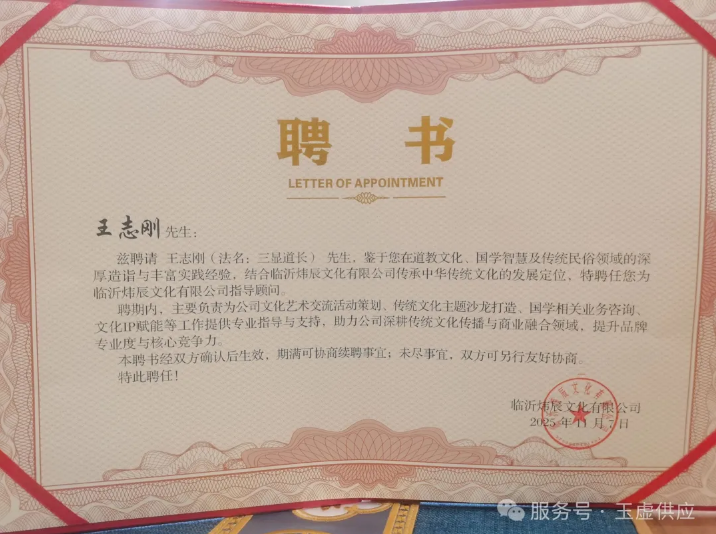 聘 书
LETTER OF APPOINTMENT
王志刚 先生：
兹聘请 王志刚（法名：三显道长） 先生，鉴于您在道教文化、国学智慧及传统民俗领域的深
厚造诣与丰富实践经验，结合临沂炜辰文化有限公司传承中华传统文化的发展定位，特聘任您为
临沂炜辰文化有限公司指导顾问。
聘期内，主要负责为公司文化艺术交流活动策划、传统文化主题沙龙打造、国学相关业务咨询、
文化IP赋能等工作提供专业指导与支持，助力公司深耕传统文化传播与商业融合领域，提升品牌
专业度与核心竞争力。
本聘书经双方确认后生效，期满可协商续聘事宜；未尽事宜，双方可另行友好协商。
特此聘任！
临沂炜辰文化有限公司
2025 年 11 月 7 日
服务号 · 玉虚供应